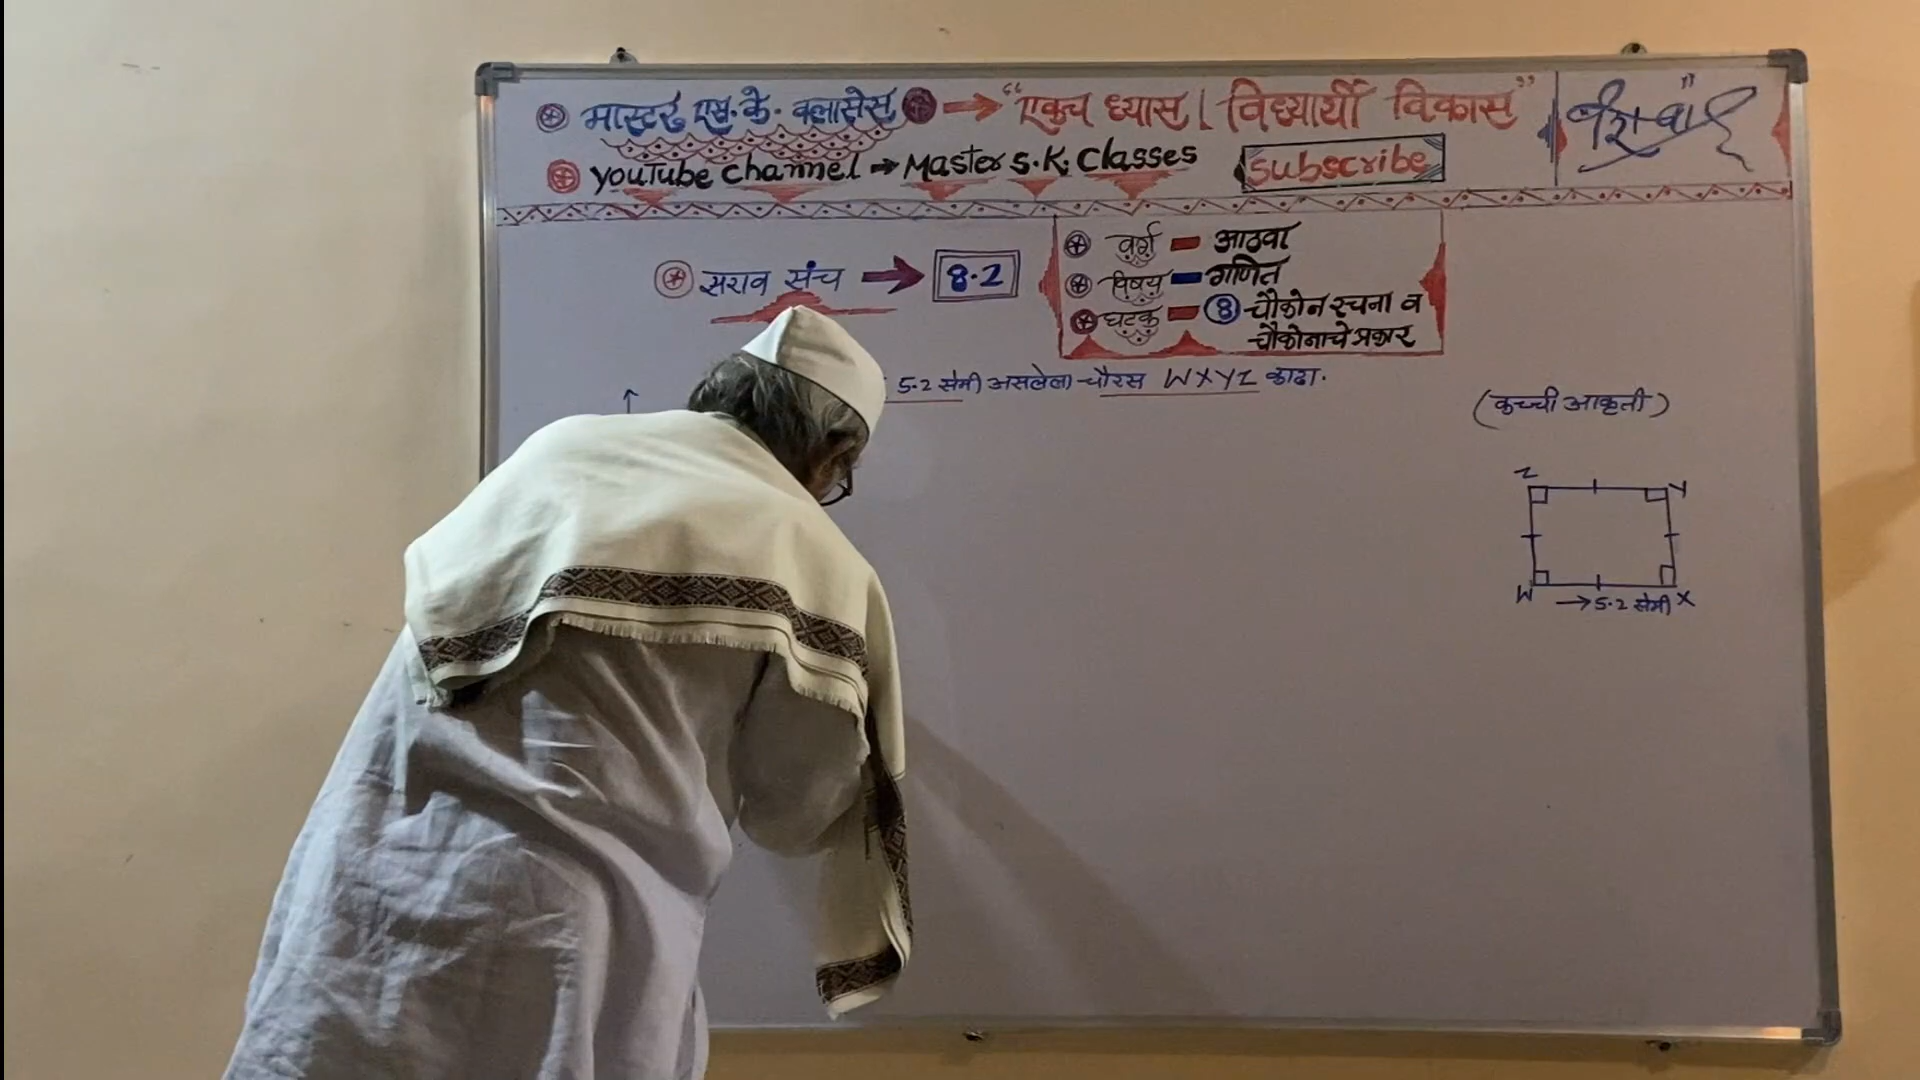 मास्टर एस.के. क्लासेस → “एकच ध्यास । विद्यार्थी विकास”
YouTube channel → Master S.K. Classes Subscribe
सराव संच → 8.2
वर्ग - आठवा
विषय - गणित
घटक - 8 चौकोन रचना व
चौकोनाचे प्रकार
5.2 सेमी असलेला चौरस WXYZ काढा.
(कच्ची आकृती)
Z Y
W X
→ 5.2 सेमी